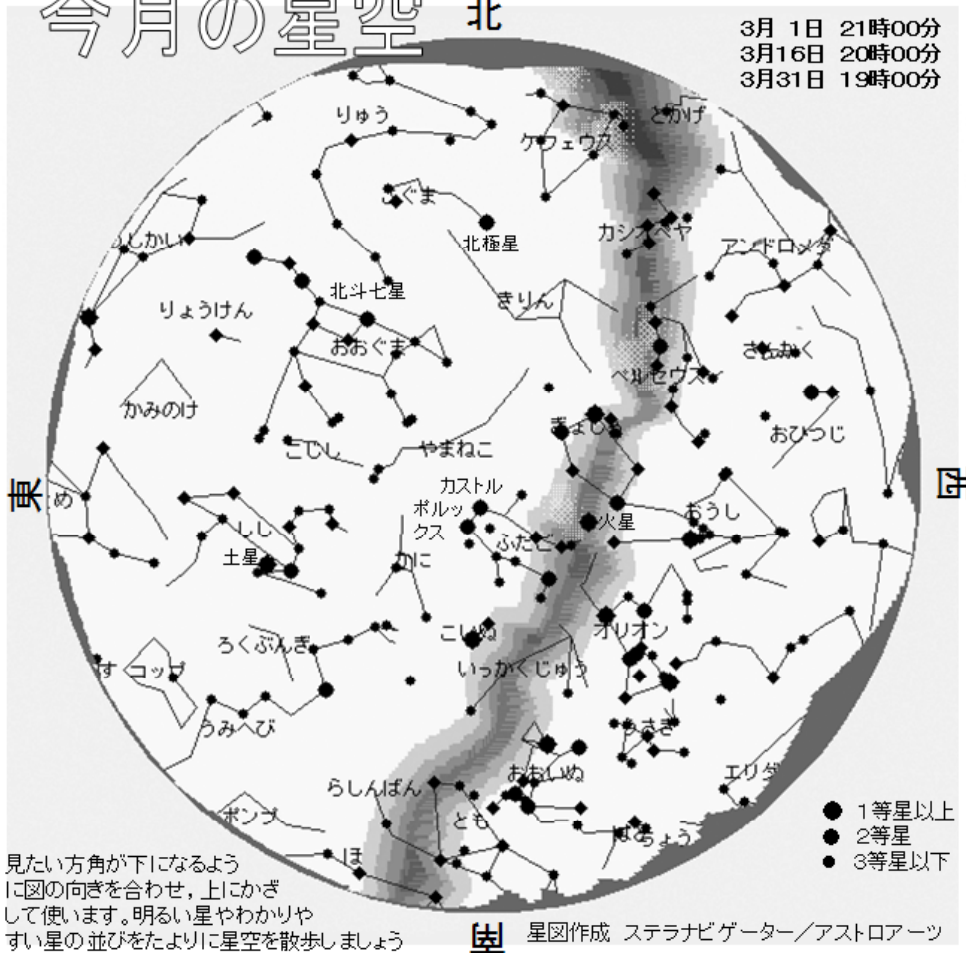 今月の星空
北
3月 1日 21時00分
3月16日 20時00分
3月31日 19時00分
りゅう
とかげ
ケフェウス
こぐま
北極星
カシオペヤ
アンドロメダ
うしかい
北斗七星
きりん
りょうけん
おおぐま
さんかく
ペルセウス
かみのけ
ぎょしゃ
おひつじ
こじし
やまねこ
東
西
め
カストル
ポルックス
しし
火星
おうし
ふたご
土星
かに
こいぬ
オリオン
ろくぶんぎ
いっかくじゅう
す
コップ
うみへび
うさぎ
おおいぬ
エリダ
らしんばん
ポンプ
とも
はと
ちょう
ほ
1等星以上
2等星
3等星以下
見たい方角が下になるよう
に図の向きを合わせ，上にかざ
して使います。明るい星やわかりや
すい星の並びをたよりに星空を散歩しましょう
南
星図作成 ステラナビゲーター／アストロアーツ